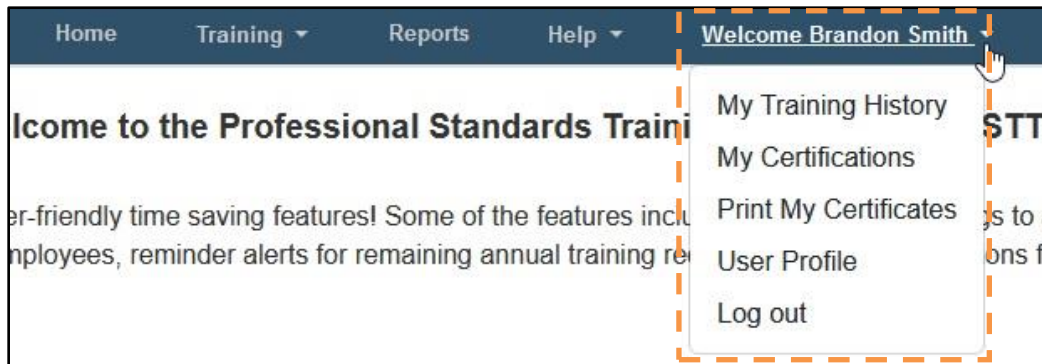 Home Training Reports Help Welcome Brandon Smith
My Training History
lcome to the Professional Standards Traini STT
My Certifications
er-friendly time saving features! Some of the features inclu Print My Certificates gs to
mployees, reminder alerts for remaining annual training re User Profile ons f
Log out